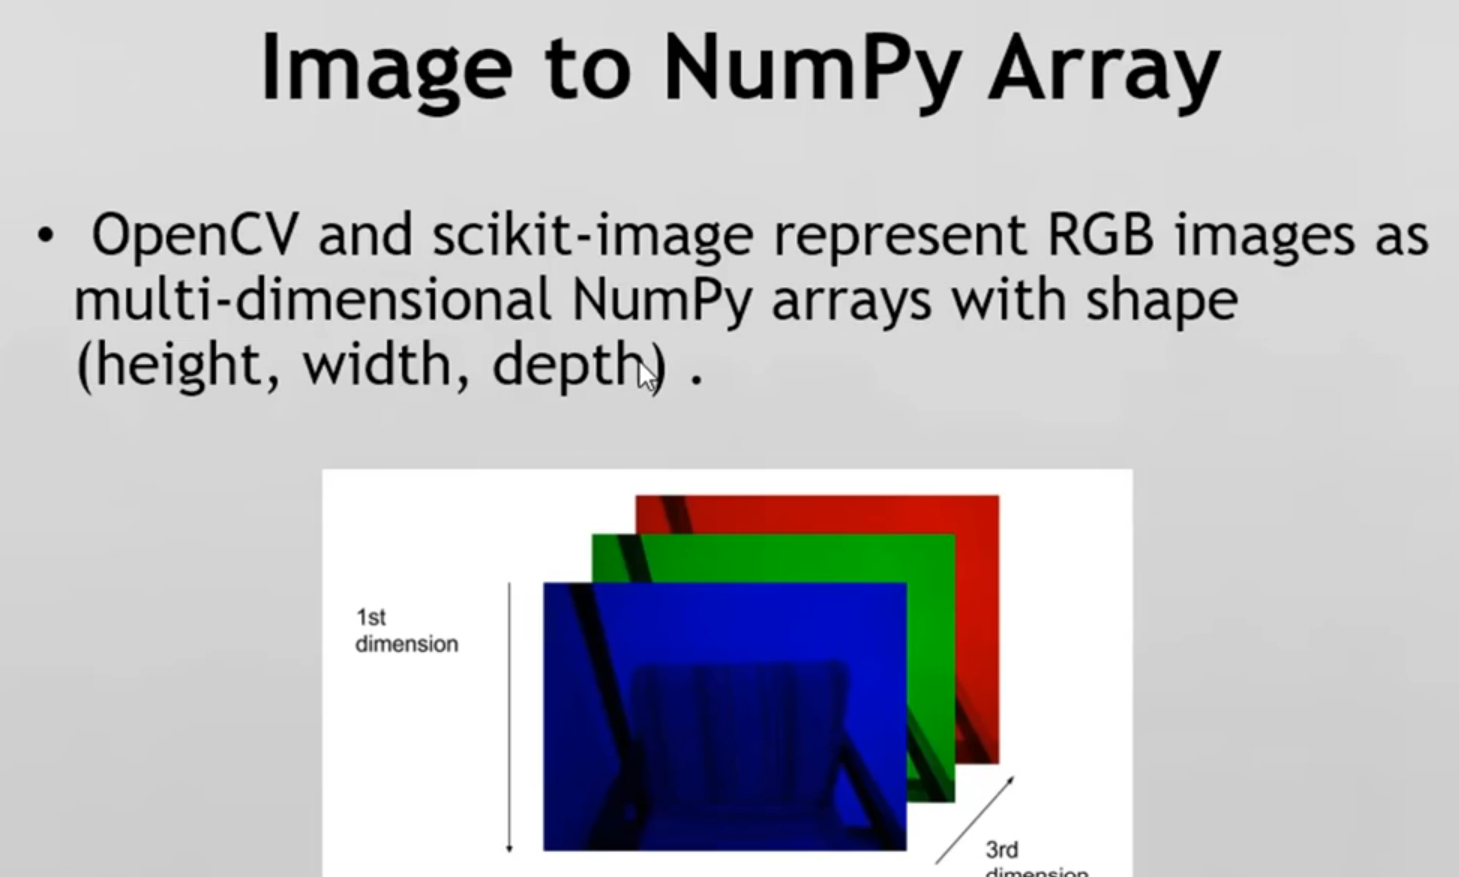 Image to NumPy Array
• OpenCV and scikit-image represent RGB images as
multi-dimensional NumPy arrays with shape
(height, width, depth) .
1st
dimension
3rd
dimension